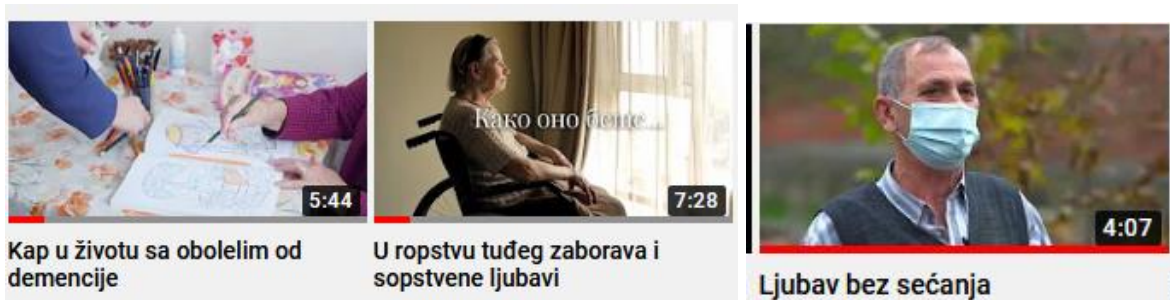 5:44
Kap u životu sa obolelim od
demencije
Како оно беше...
7:28
U ropstvu tuđeg zaborava i
sopstvene ljubavi
4:07
Ljubav bez sećanja